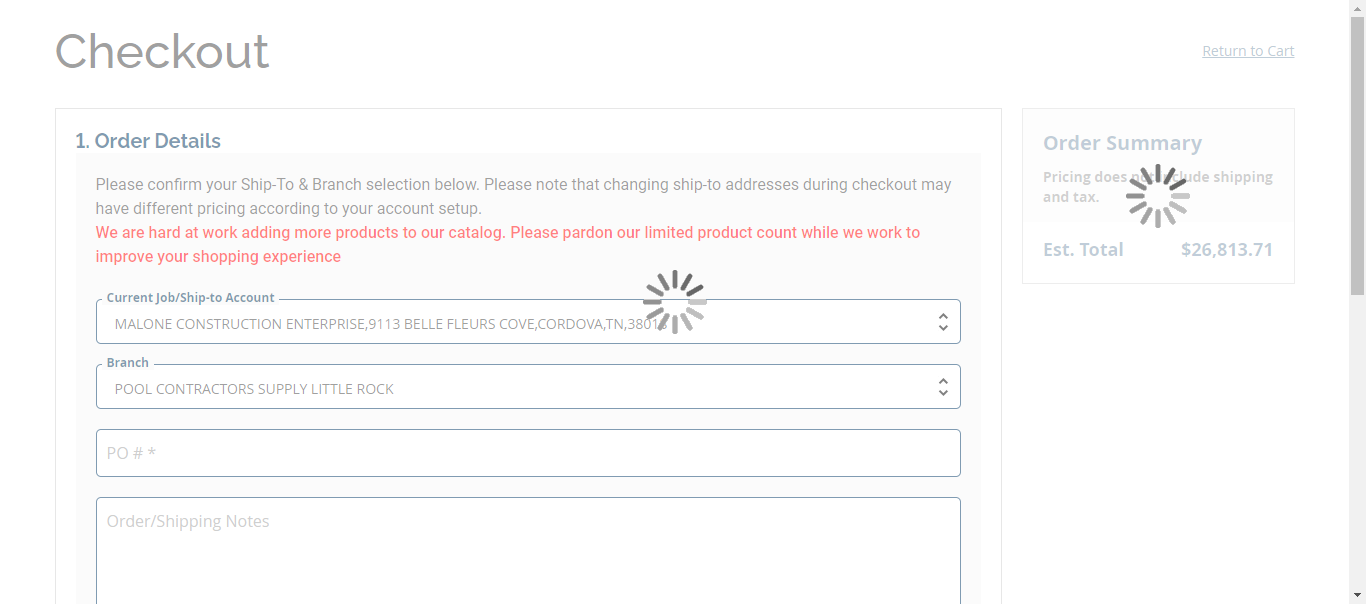 Checkout
Return to Cart
1. Order Details
Please confirm your Ship-To & Branch selection below. Please note that changing ship-to addresses during checkout may
have different pricing according to your account setup.
We are hard at work adding more products to our catalog. Please pardon our limited product count while we work to
improve your shopping experience
Current Job/Ship-to Account
MALONE CONSTRUCTION ENTERPRISE,9113 BELLE FLEURS COVE,CORDOVA,TN,38018
Branch
POOL CONTRACTORS SUPPLY LITTLE ROCK
PO # *
Order/Shipping Notes
Order Summary
Pricing does not include shipping
and tax.
Est. Total $26,813.71